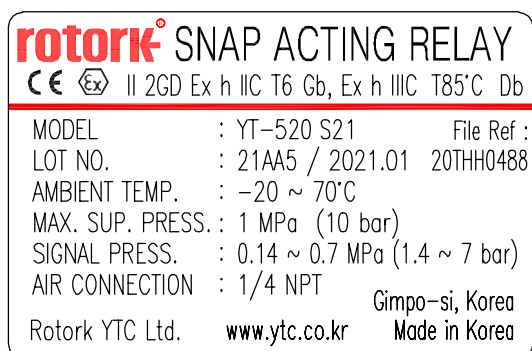 rotork® SNAP ACTING RELAY
CE Ex II 2GD Ex h IIC T6 Gb, Ex h IIIC T85°C Db
MODEL : YT-520 S21 File Ref :
LOT NO. : 21AA5 / 2021.01 20THH0488
AMBIENT TEMP. : -20 ~ 70°C
MAX. SUP. PRESS. : 1 MPa (10 bar)
SIGNAL PRESS. : 0.14 ~ 0.7 MPa (1.4 ~ 7 bar)
AIR CONNECTION : 1/4 NPT
Gimpo-si, Korea
Rotork YTC Ltd. www.ytc.co.kr Made in Korea